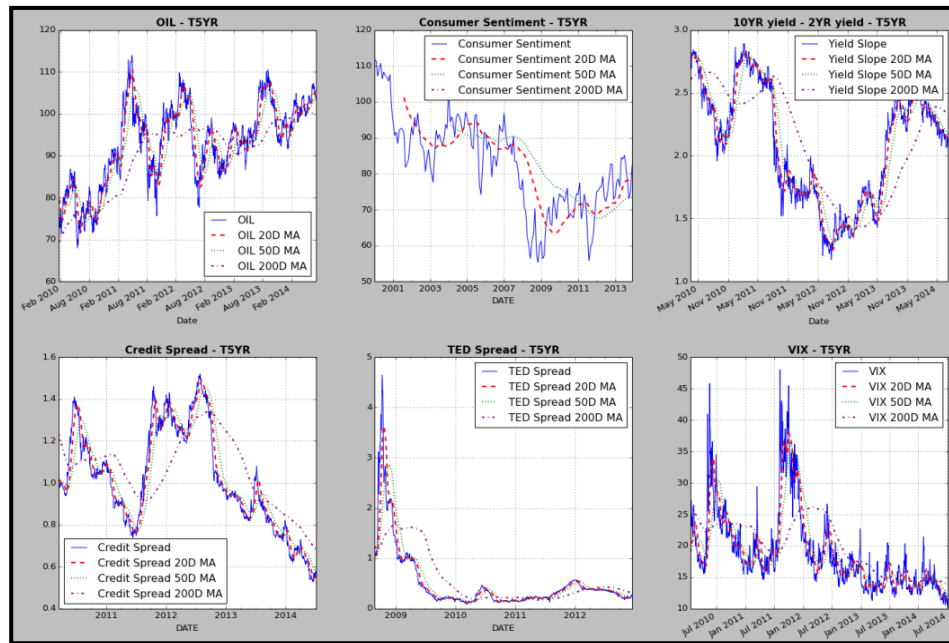 OIL - T5YR
120
110
100
90
80
70
60
Feb 2010
Aug 2010
Feb 2011
Aug 2011
Feb 2012
Aug 2012
Feb 2013
Aug 2013
Feb 2014
Date
OIL
OIL 20D MA
OIL 50D MA
OIL 200D MA
Consumer Sentiment - T5YR
120
110
100
90
80
70
60
50
2001
2003
2005
2007
2009
2011
2013
DATE
Consumer Sentiment
Consumer Sentiment 20D MA
Consumer Sentiment 50D MA
Consumer Sentiment 200D MA
10YR yield - 2YR yield - T5YR
3.0
2.5
2.0
1.5
1.0
May 2010
Nov 2010
May 2011
Nov 2011
May 2012
Nov 2012
May 2013
Nov 2013
May 2014
Date
Yield Slope
Yield Slope 20D MA
Yield Slope 50D MA
Yield Slope 200D MA
Credit Spread - T5YR
1.6
1.4
1.2
1.0
0.8
0.6
0.4
2011
2012
2013
2014
DATE
Credit Spread
Credit Spread 20D MA
Credit Spread 50D MA
Credit Spread 200D MA
TED Spread - T5YR
5
4
3
2
1
0
2009
2010
2011
2012
DATE
TED Spread
TED Spread 20D MA
TED Spread 50D MA
TED Spread 200D MA
VIX - T5YR
50
45
40
35
30
25
20
15
10
Jul 2010
Jan 2011
Jul 2011
Jan 2012
Jul 2012
Jan 2013
Jul 2013
Jan 2014
Jul 2014
Date
VIX
VIX 20D MA
VIX 50D MA
VIX 200D MA